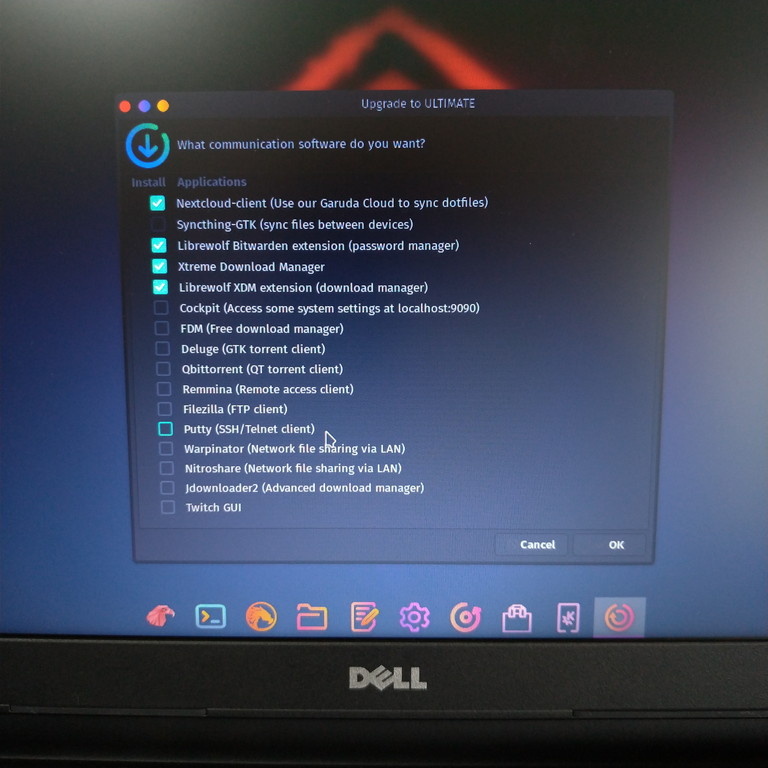 Upgrade to ULTIMATE
What communication software do you want?
Install Applications
Nextcloud-client (Use our Garuda Cloud to sync dotfiles)
Syncthing-GTK (sync files between devices)
Librewolf Bitwarden extension (password manager)
Xtreme Download Manager
Librewolf XDM extension (download manager)
Cockpit (Access some system settings at localhost:9090)
FDM (Free download manager)
Deluge (GTK torrent client)
Qbittorrent (QT torrent client)
Remmina (Remote access client)
Filezilla (FTP client)
Putty (SSH/Telnet client)
Warpinator (Network file sharing via LAN)
Nitroshare (Network file sharing via LAN)
Jdownloader2 (Advanced download manager)
Twitch GUI
Cancel OK
DELL